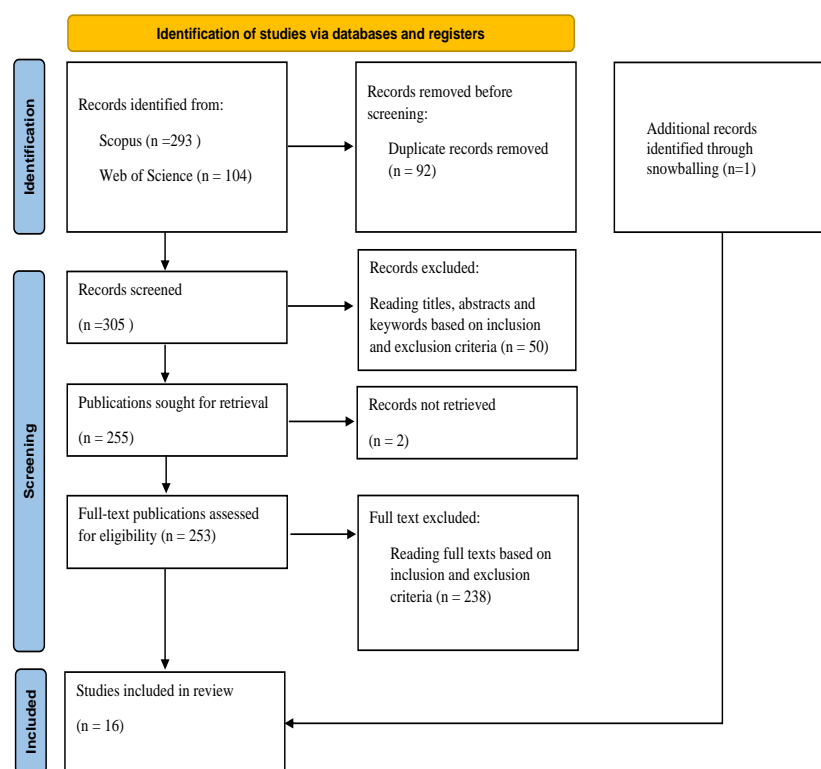 Identification of studies via databases and registers
Identification
Records identified from:
Scopus (n =293 )
Web of Science (n = 104)
Records removed before
screening:
Duplicate records removed
(n = 92)
Additional records
identified through
snowballing (n=1)
Screening
Records screened
(n =305 )
Records excluded:
Reading titles, abstracts and
keywords based on inclusion
and exclusion criteria (n = 50)
Publications sought for retrieval
(n = 255)
Records not retrieved
(n = 2)
Full-text publications assessed
for eligibility (n = 253)
Full text excluded:
Reading full texts based on
inclusion and exclusion
criteria (n = 238)
Included
Studies included in review
(n = 16)